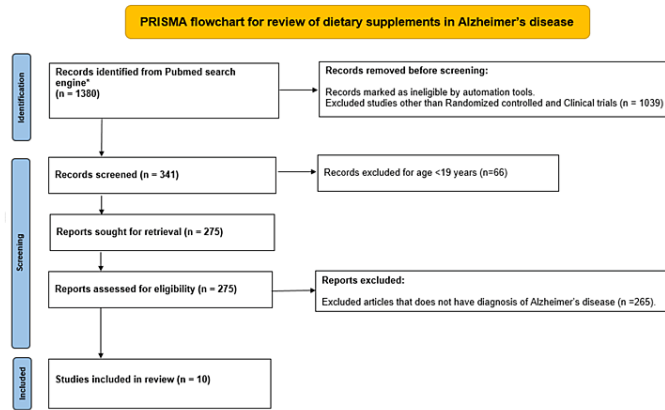 PRISMA flowchart for review of dietary supplements in Alzheimer's disease
Identification
Records identified from Pubmed search
engine*
(n = 1380)
Records removed before screening:
Records marked as ineligible by automation tools.
Excluded studies other than Randomized controlled and Clinical trials (n = 1039)
Screening
Records screened (n = 341)
Records excluded for age <19 years (n=66)
Reports sought for retrieval (n = 275)
Reports assessed for eligibility (n = 275)
Reports excluded:
Excluded articles that does not have diagnosis of Alzheimer's disease (n =265).
Included
Studies included in review (n = 10)